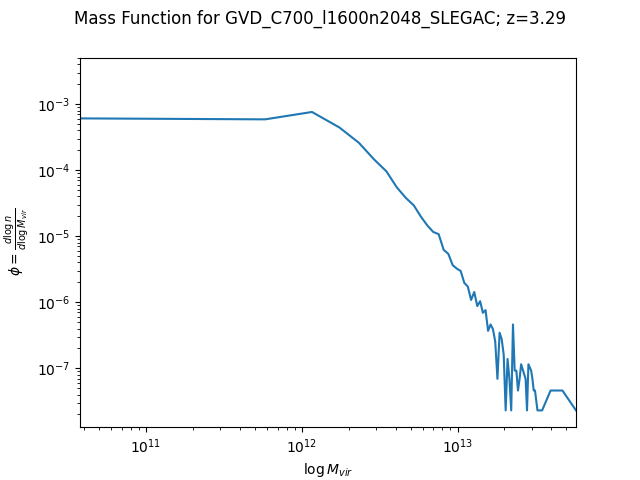 Mass Function for GVD_C700_l1600n2048_SLEGAC; z=3.29
10⁻³
10⁻⁴
10⁻⁵
10⁻⁶
10⁻⁷
ϕ = d log n / d log M_vir
10¹¹ 10¹² 10¹³
log M_vir